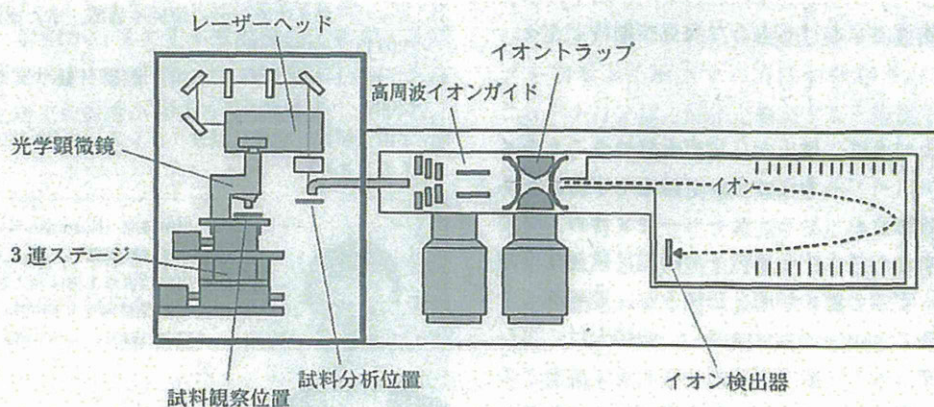 レーザーヘッド
イオントラップ
高周波イオンガイド
光学顕微鏡
イオン
3連ステージ
試料分析位置
イオン検出器
試料観察位置